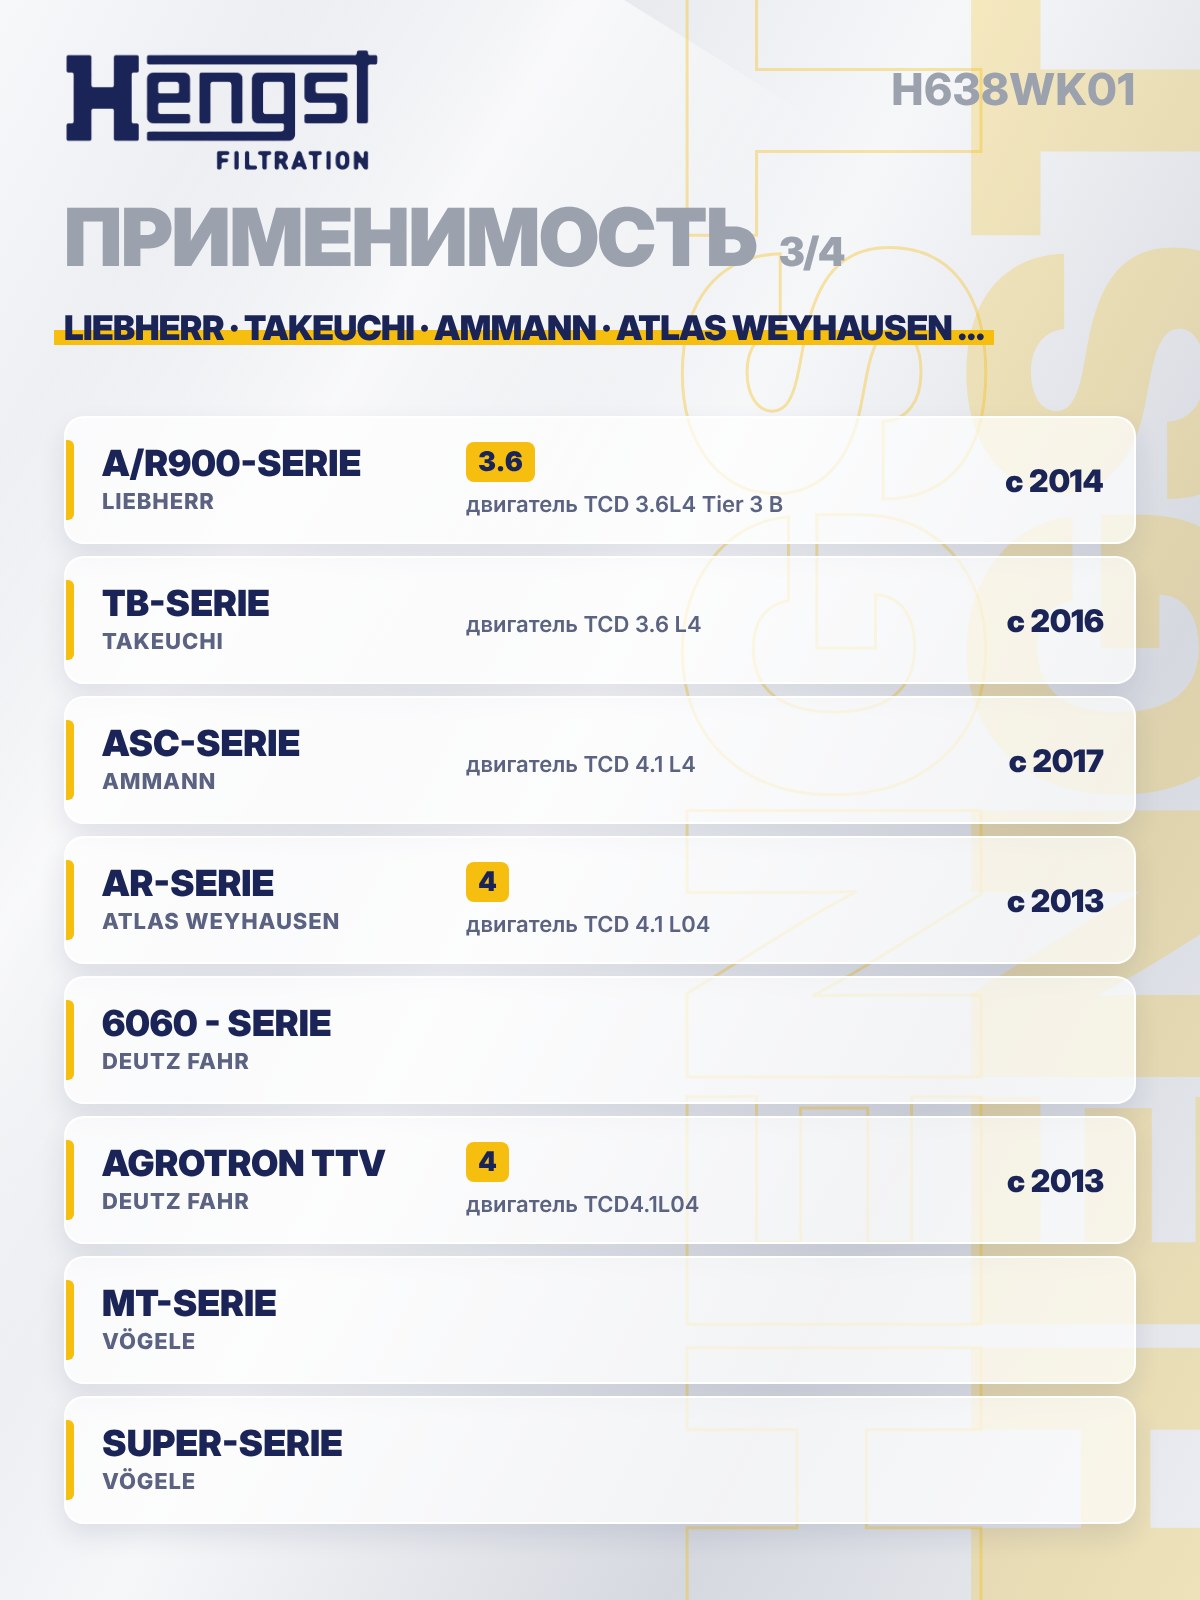 Hengst
FILTRATION
H638WK01
ПРИМЕНИМОСТЬ 3/4
LIEBHERR · TAKEUCHI · AMMANN · ATLAS WEYHAUSEN ...
A/R900-SERIE
LIEBHERR
3.6
двигатель TCD 3.6L4 Tier 3 B
с 2014
TB-SERIE
TAKEUCHI
двигатель TCD 3.6 L4
с 2016
ASC-SERIE
AMMANN
двигатель TCD 4.1 L4
с 2017
AR-SERIE
ATLAS WEYHAUSEN
4
двигатель TCD 4.1 L04
с 2013
6060 - SERIE
DEUTZ FAHR
AGROTRON TTV
DEUTZ FAHR
4
двигатель TCD4.1L04
с 2013
MT-SERIE
VÖGELE
SUPER-SERIE
VÖGELE
HENGST
HENGST